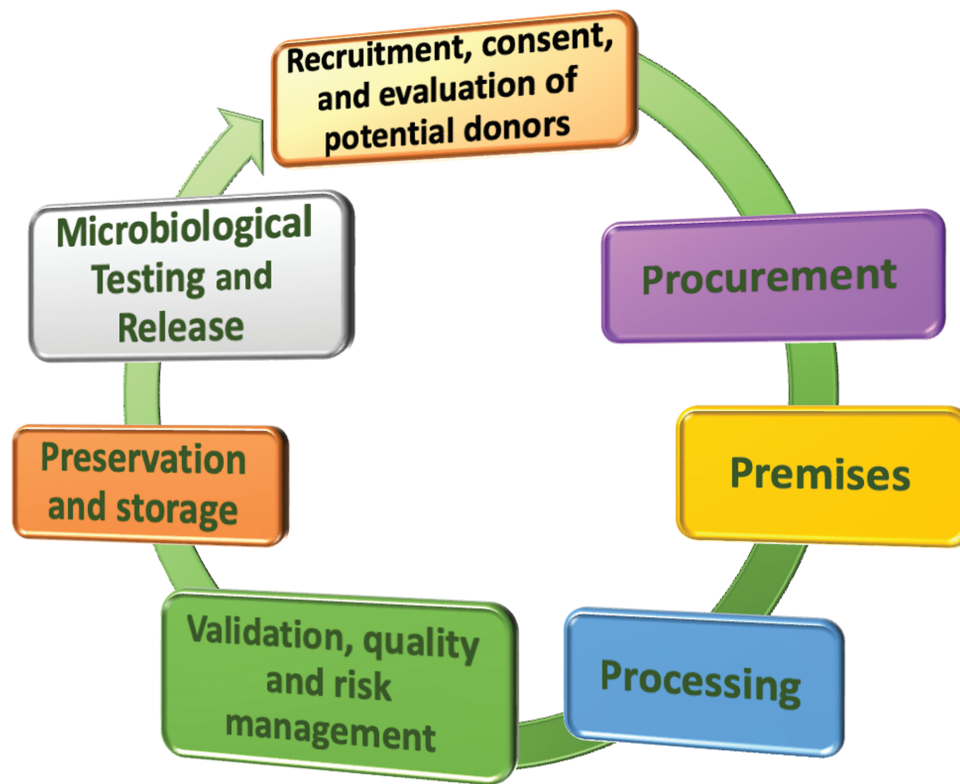 Recruitment, consent,
and evaluation of
potential donors
Procurement
Premises
Processing
Validation, quality
and risk
management
Preservation
and storage
Microbiological
Testing and
Release